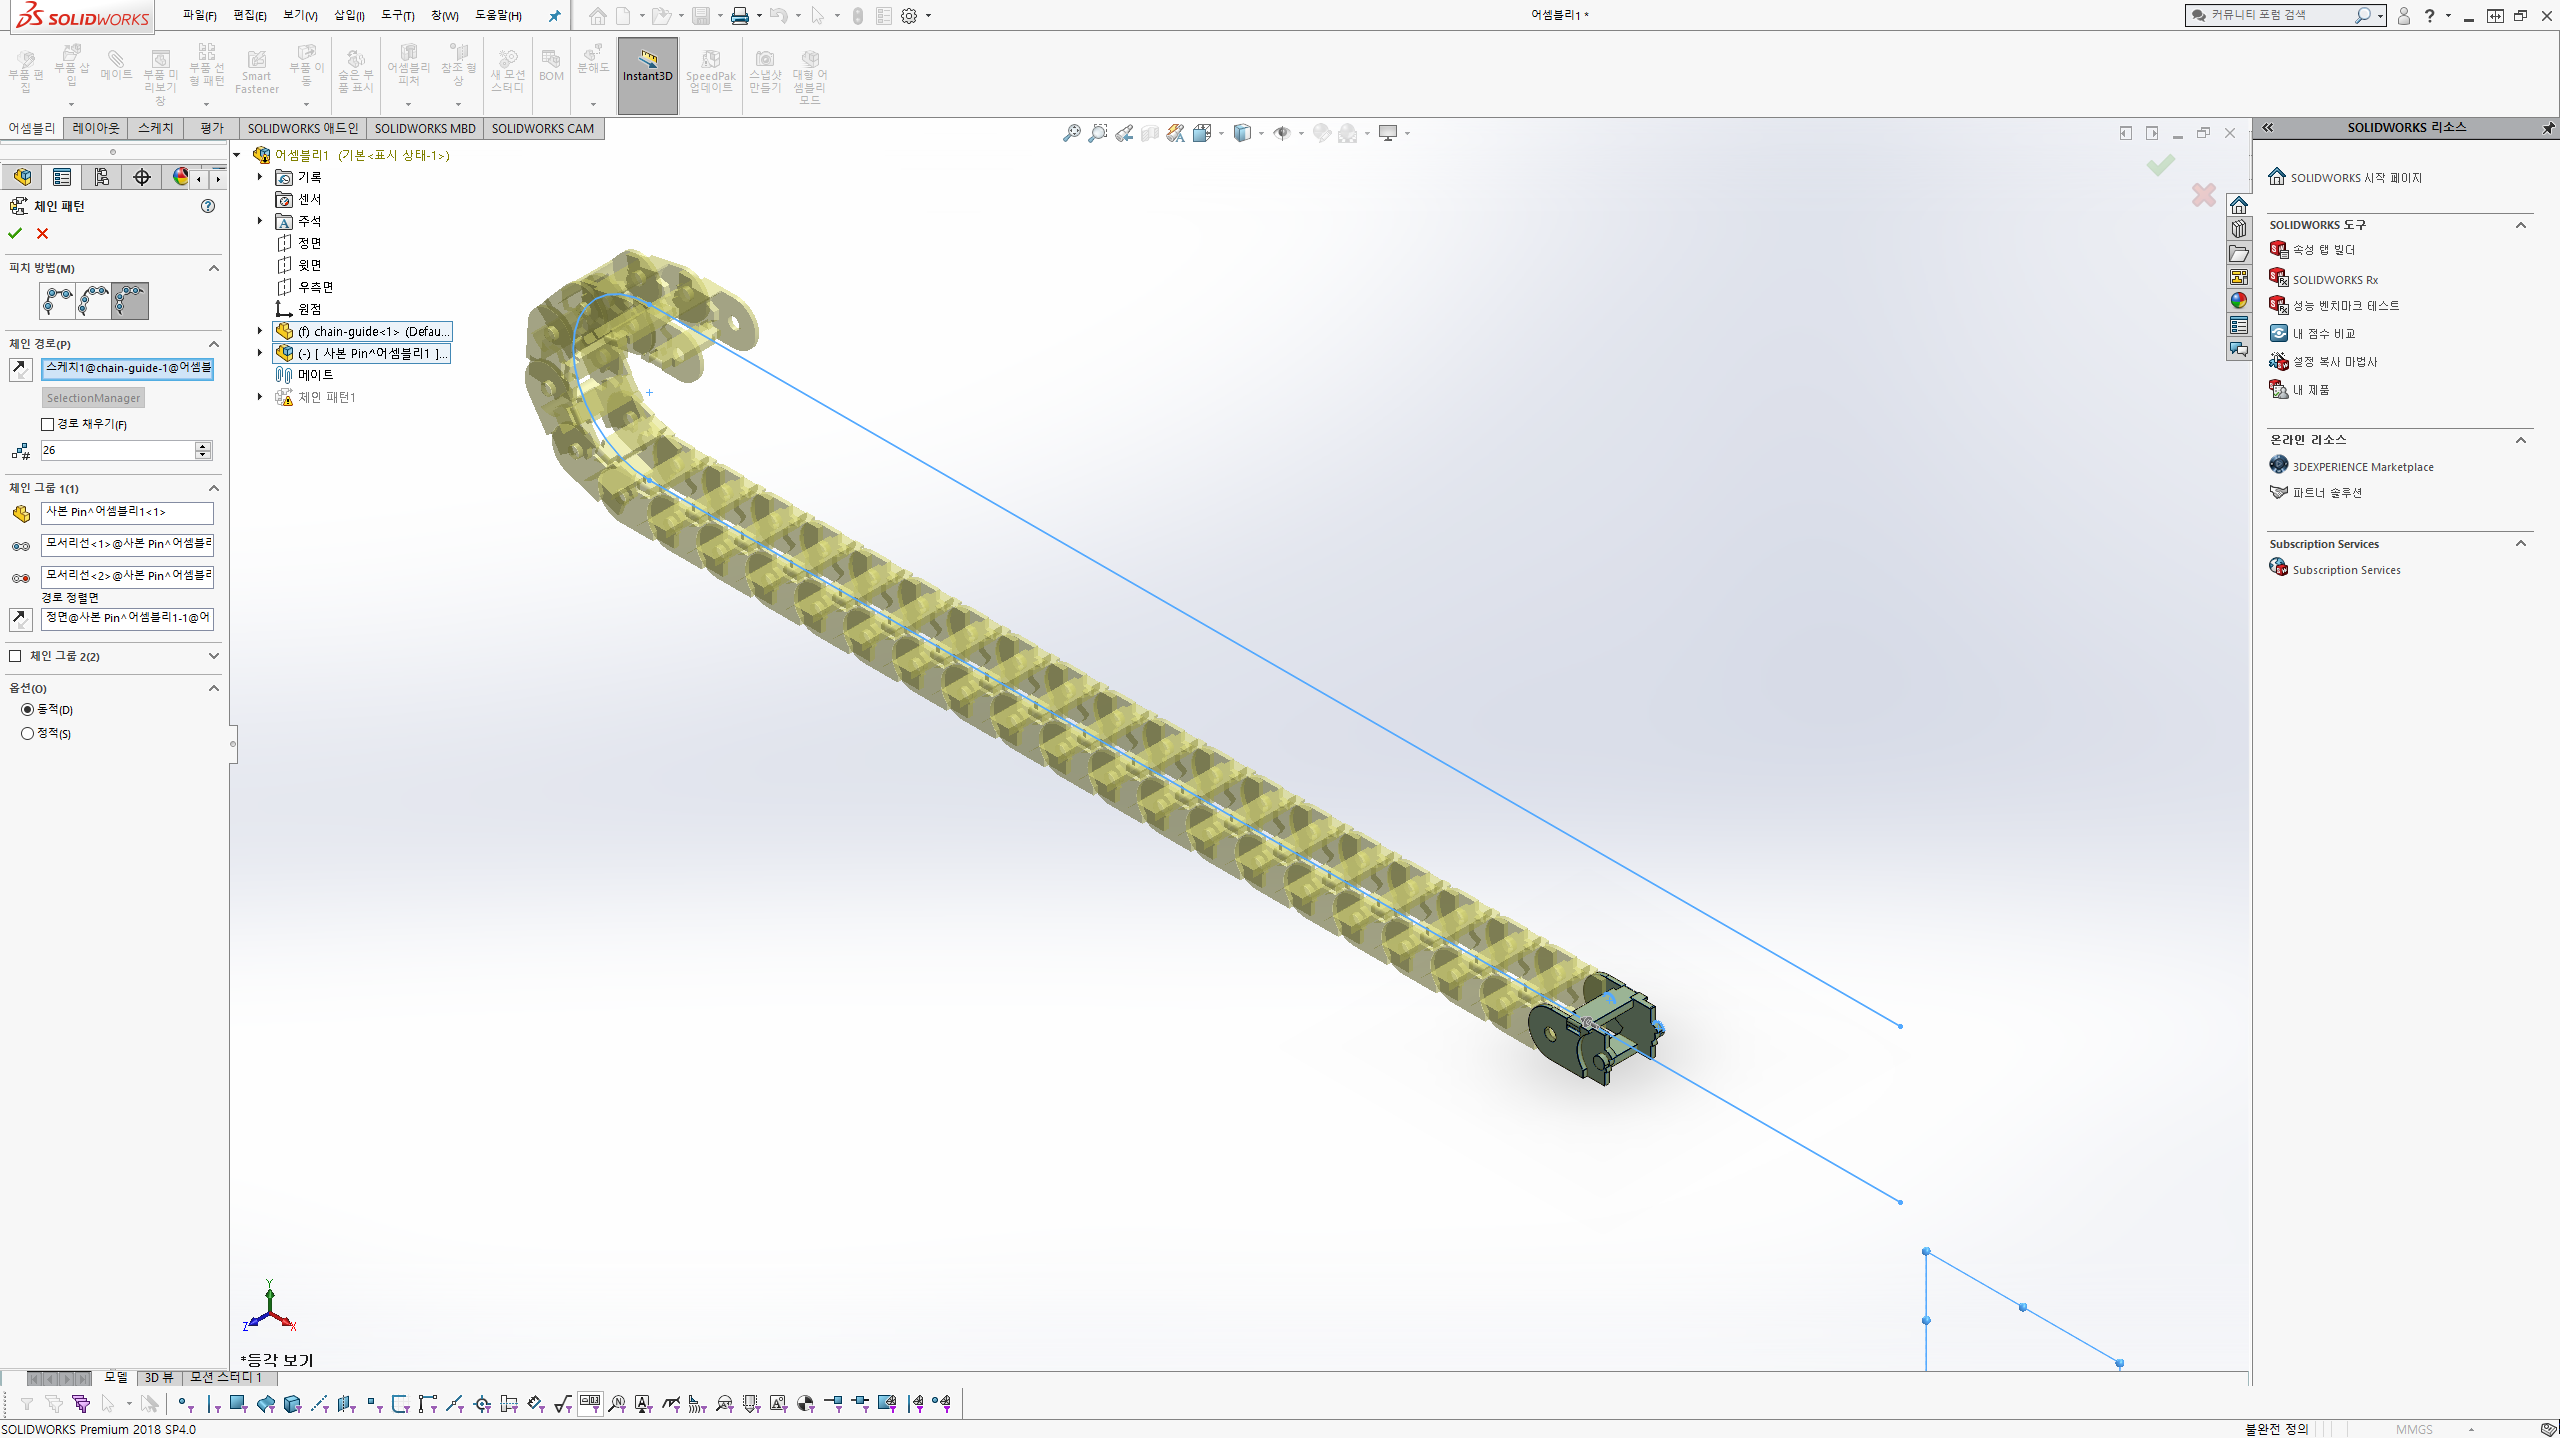 SOLIDWORKS
파일(F) 편집(E) 보기(V) 삽입(I) 도구(T) 창(W) 도움말(H)
어셈블리1 *
커뮤니티 포럼 검색
부품 편집
부품 삽입
메이트
부품 미리보기 창
부품 선형 패턴
Smart Fastener
부품 이동
숨은 부품 표시
어셈블리 피처
참조 형상
새 모션 스터디
BOM
분해도
Instant3D
SpeedPak 업데이트
스냅샷 만들기
대형 어셈블리 모드
어셈블리 레이아웃 스케치 평가 SOLIDWORKS 애드인 SOLIDWORKS MBD SOLIDWORKS CAM
체인 패턴
피치 방법(M)
체인 경로(P)
스케치1@chain-guide-1@어셈블
SelectionManager
경로 채우기(F)
26
체인 그룹 1(1)
사본 Pin^어셈블리1<1>
모서리선<1>@사본 Pin^어셈블리
모서리선<2>@사본 Pin^어셈블리
경로 정렬면
정면@사본 Pin^어셈블리1-1@어
체인 그룹 2(2)
옵션(O)
동적(D)
정적(S)
어셈블리1 (기본<표시 상태-1>)
기록
센서
주석
정면
윗면
우측면
원점
(f) chain-guide<1> (Defau...
(-) [ 사본 Pin^어셈블리1 ]...
메이트
체인 패턴1
Y
Z
X
*등각 보기
SOLIDWORKS 리소스
SOLIDWORKS 시작 페이지
SOLIDWORKS 도구
속성 탭 빌더
SOLIDWORKS Rx
성능 벤치마크 테스트
내 점수 비교
설정 복사 마법사
내 제품
온라인 리소스
3DEXPERIENCE Marketplace
파트너 솔루션
Subscription Services
Subscription Services
모델 3D 뷰 모션 스터디 1
SOLIDWORKS Premium 2018 SP4.0
불완전 정의
MMGS